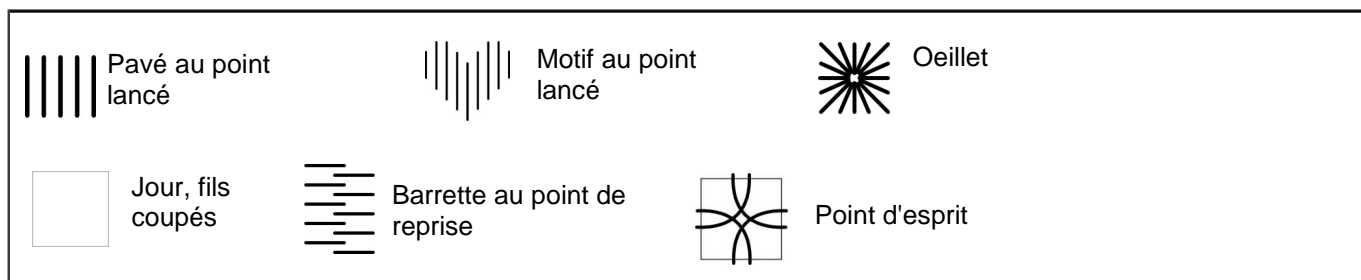 Pavé au point
lancé
Motif au point
lancé
Oeillet
Jour, fils
coupés
Barrette au point de
reprise
Point d'esprit